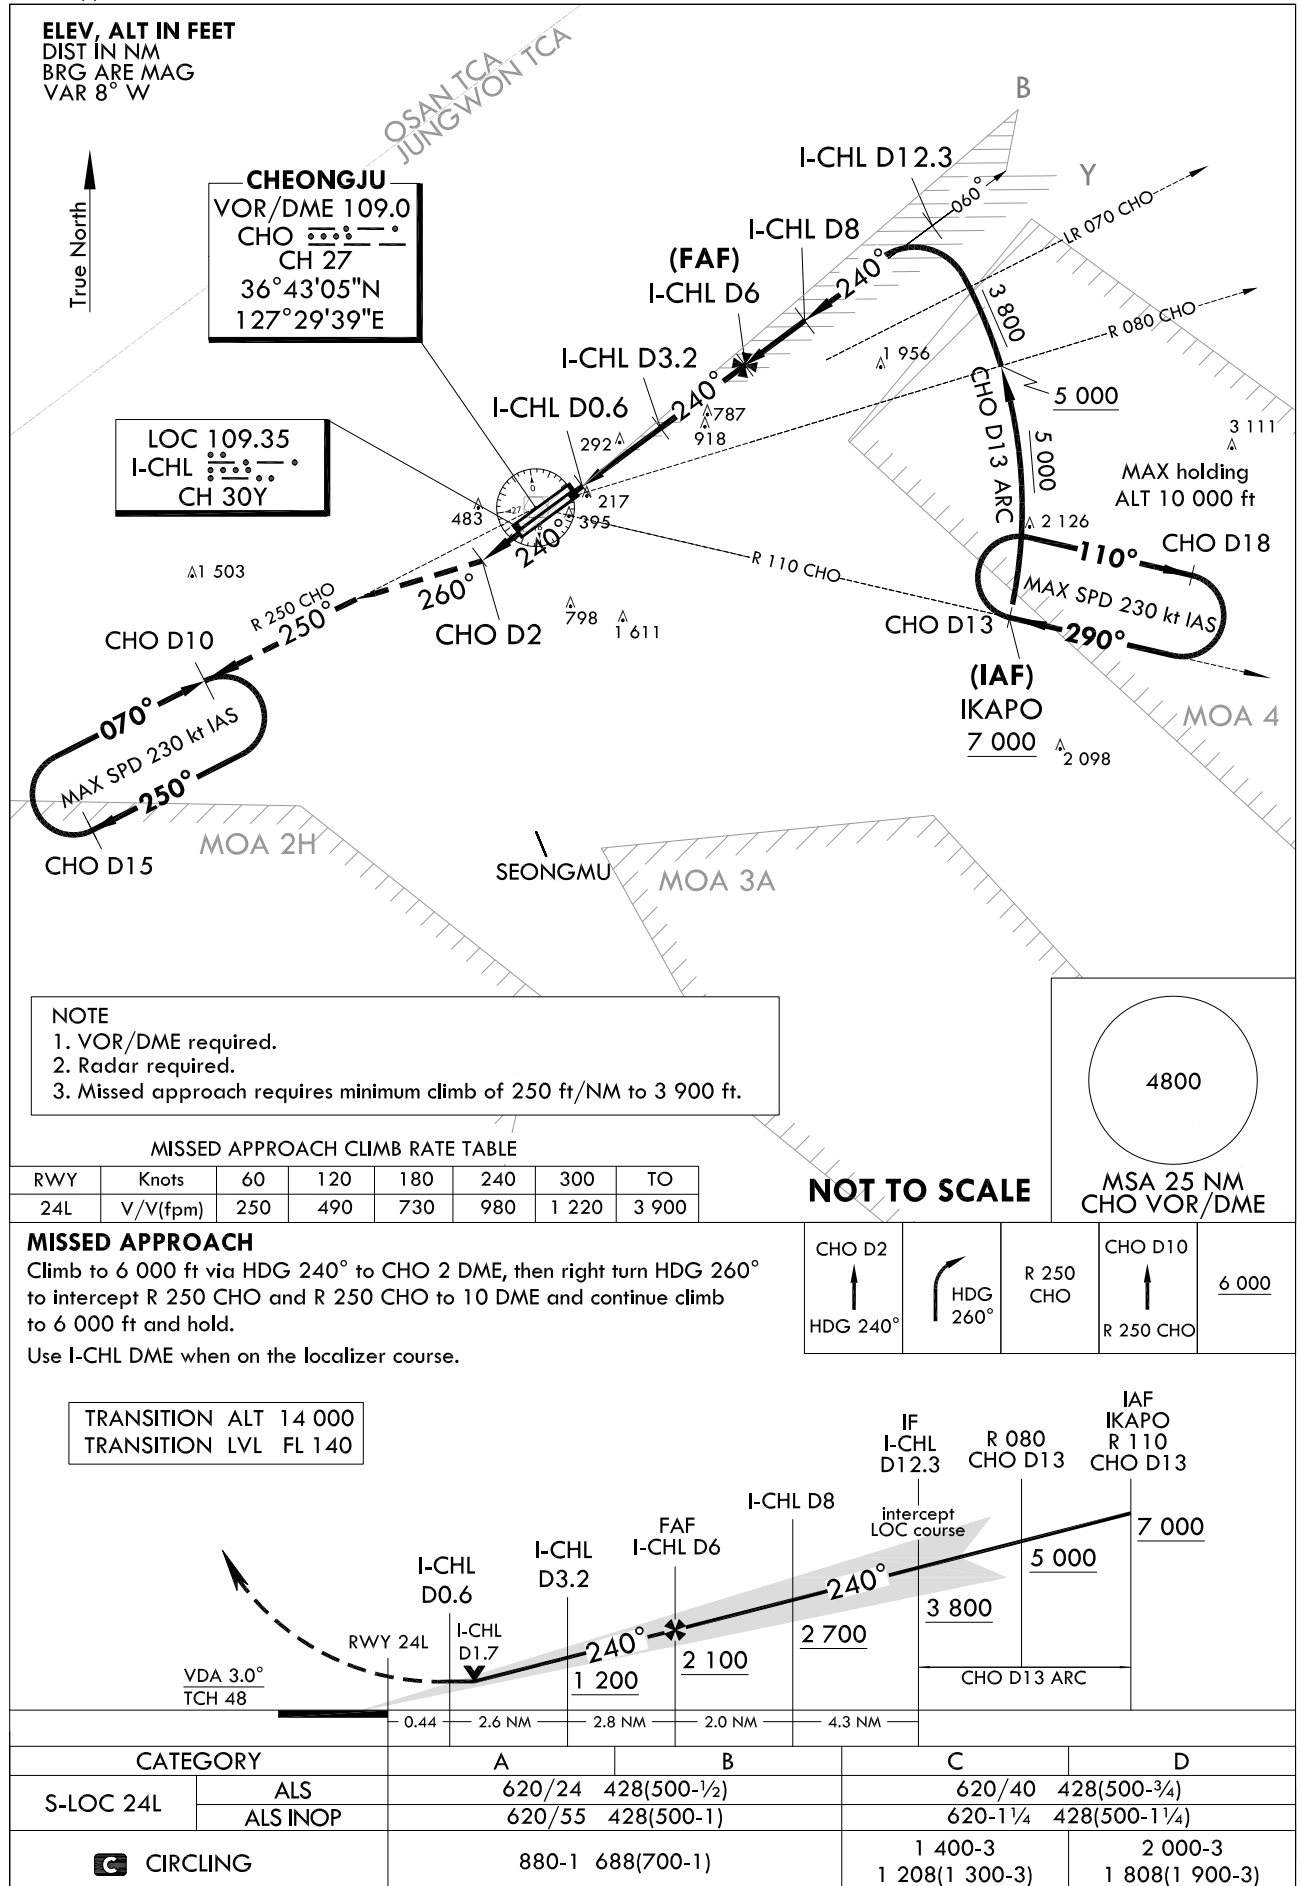 ELEV, ALT IN FEET
DIST IN NM
BRG ARE MAG
VAR 8° W
True North
OSAN TCA
JUNGWON TCA
CHEONGJU
VOR/DME 109.0
CHO
CH 27
36°43'05"N
127°29'39"E
LOC 109.35
I-CHL
CH 30Y
B
Y
I-CHL D12.3
060°
LR 070 CHO
I-CHL D8
(FAF)
I-CHL D6
240°
3 800
R 080 CHO
1 956
I-CHL D3.2
5 000
CHO D13 ARC
240°
787
918
I-CHL D0.6
292
3 111
5 000
MAX holding
ALT 10 000 ft
483
217
395
0
27
2 126
240°
110°
CHO D18
R 110 CHO
MAX SPD 230 kt IAS
1 503
260°
R 250 CHO
250°
798
1 611
CHO D2
CHO D13
290°
CHO D10
(IAF)
IKAPO
7 000
MOA 4
2 098
070°
MAX SPD 230 kt IAS
250°
MOA 2H
CHO D15
SEONGMU
MOA 3A
NOTE
1. VOR/DME required.
2. Radar required.
3. Missed approach requires minimum climb of 250 ft/NM to 3 900 ft.
4800
MSA 25 NM
CHO VOR/DME
MISSED APPROACH CLIMB RATE TABLE
RWY Knots 60 120 180 240 300 TO
24L V/V(fpm) 250 490 730 980 1 220 3 900
NOT TO SCALE
MISSED APPROACH
Climb to 6 000 ft via HDG 240° to CHO 2 DME, then right turn HDG 260°
to intercept R 250 CHO and R 250 CHO to 10 DME and continue climb
to 6 000 ft and hold.
Use I-CHL DME when on the localizer course.
CHO D2
HDG 240°
HDG
260°
R 250
CHO
CHO D10
R 250 CHO
6 000
TRANSITION ALT 14 000
TRANSITION LVL FL 140
IAF
IKAPO
R 110
CHO D13
R 080
CHO D13
IF
I-CHL
D12.3
I-CHL D8
intercept
LOC course
FAF
I-CHL D6
I-CHL
D3.2
I-CHL
D0.6
I-CHL
D1.7
RWY 24L
7 000
5 000
240°
3 800
2 700
240°
2 100
1 200
CHO D13 ARC
VDA 3.0°
TCH 48
0.44 2.6 NM 2.8 NM 2.0 NM 4.3 NM
CATEGORY A B C D
S-LOC 24L
ALS 620/24 428(500-½) 620/40 428(500-¾)
ALS INOP 620/55 428(500-1) 620-1¼ 428(500-1¼)
C CIRCLING 880-1 688(700-1)
1 400-3
1 208(1 300-3)
2 000-3
1 808(1 900-3)